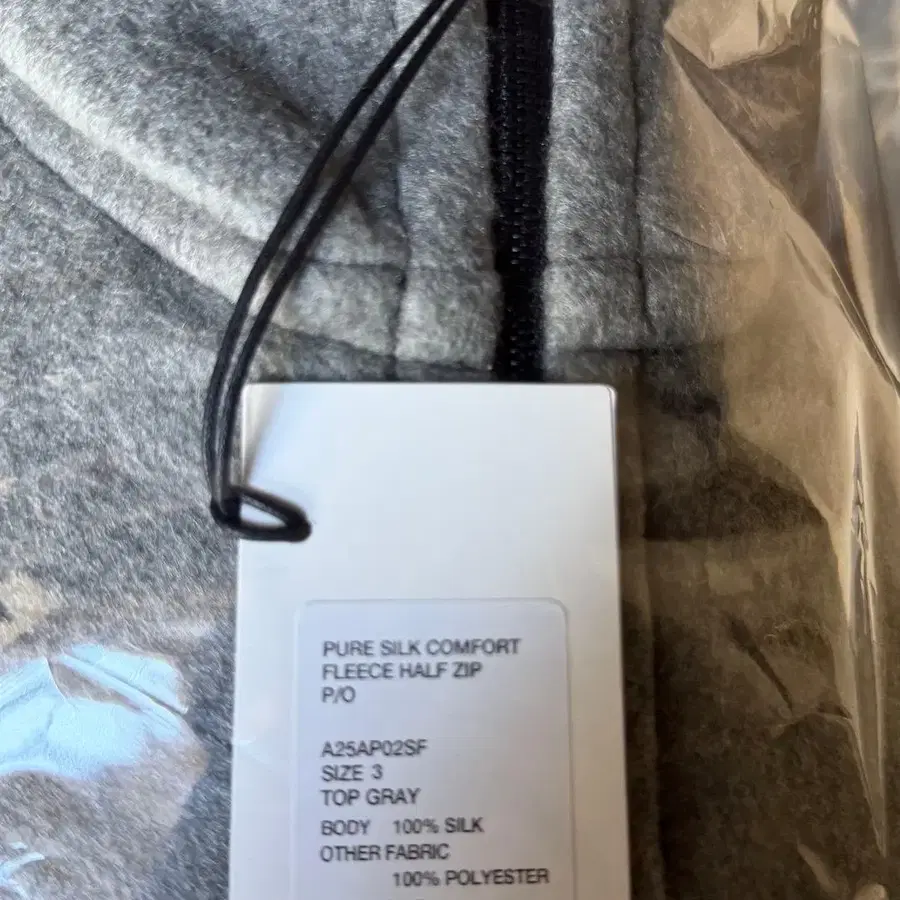 PURE SILK COMFORT
FLEECE HALF ZIP
P/O
A25AP02SF
SIZE 3
TOP GRAY
BODY 100% SILK
OTHER FABRIC
100% POLYESTER